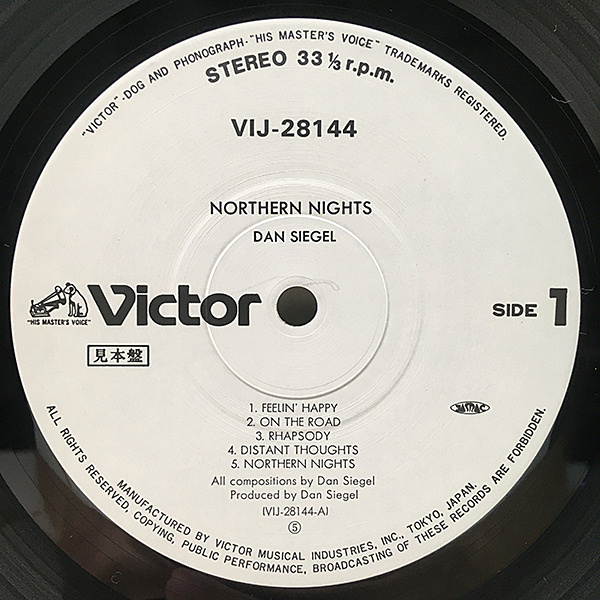 "VICTOR"-DOG AND PHONOGRAPH-"HIS MASTER'S VOICE" TRADEMARKS REGISTERED.
STEREO 33 ⅓ r.p.m.
VIJ-28144
NORTHERN NIGHTS
DAN SIEGEL
"HIS MASTER'S VOICE"
Victor
SIDE 1
見本盤
1. FEELIN' HAPPY
2. ON THE ROAD
3. RHAPSODY
4. DISTANT THOUGHTS
5. NORTHERN NIGHTS
JASRAC
All compositions by Dan Siegel
Produced by Dan Siegel
(VIJ-28144-A)
⑤
MANUFACTURED BY VICTOR MUSICAL INDUSTRIES, INC., TOKYO, JAPAN.
ALL RIGHTS RESERVED, COPYING, PUBLIC PERFORMANCE, BROADCASTING OF THESE RECORDS ARE FORBIDDEN.